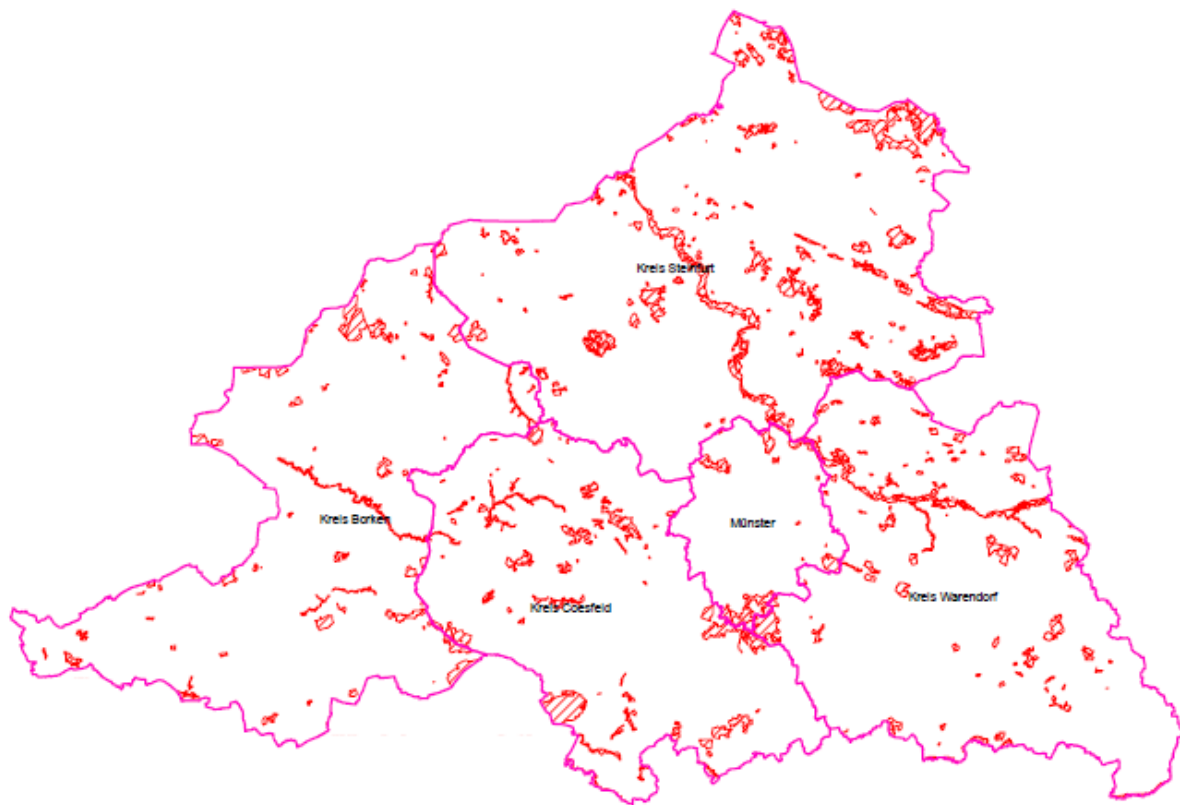 Kreis Steinfurt
Kreis Borken
Münster
Kreis Coesfeld
Kreis Warendorf